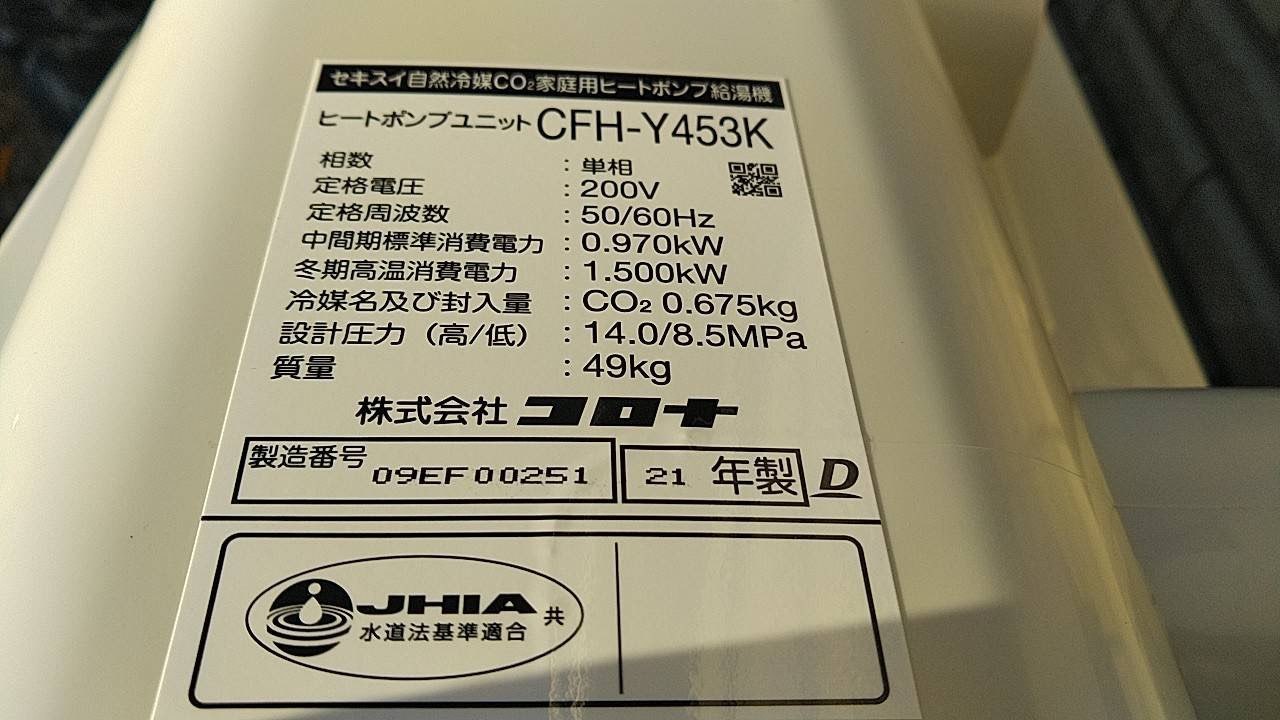 セキスイ自然冷媒CO₂家庭用ヒートポンプ給湯機
ヒートポンプユニット CFH-Y453K
相数 : 単相
定格電圧 : 200V
定格周波数 : 50/60Hz
中間期標準消費電力 : 0.970kW
冬期高温消費電力 : 1.500kW
冷媒名及び封入量 : CO₂ 0.675kg
設計圧力（高/低） : 14.0/8.5MPa
質量 : 49kg
株式会社 コロナ
製造番号 09EF00251 21 年製 D
JHIA 共
水道法基準適合